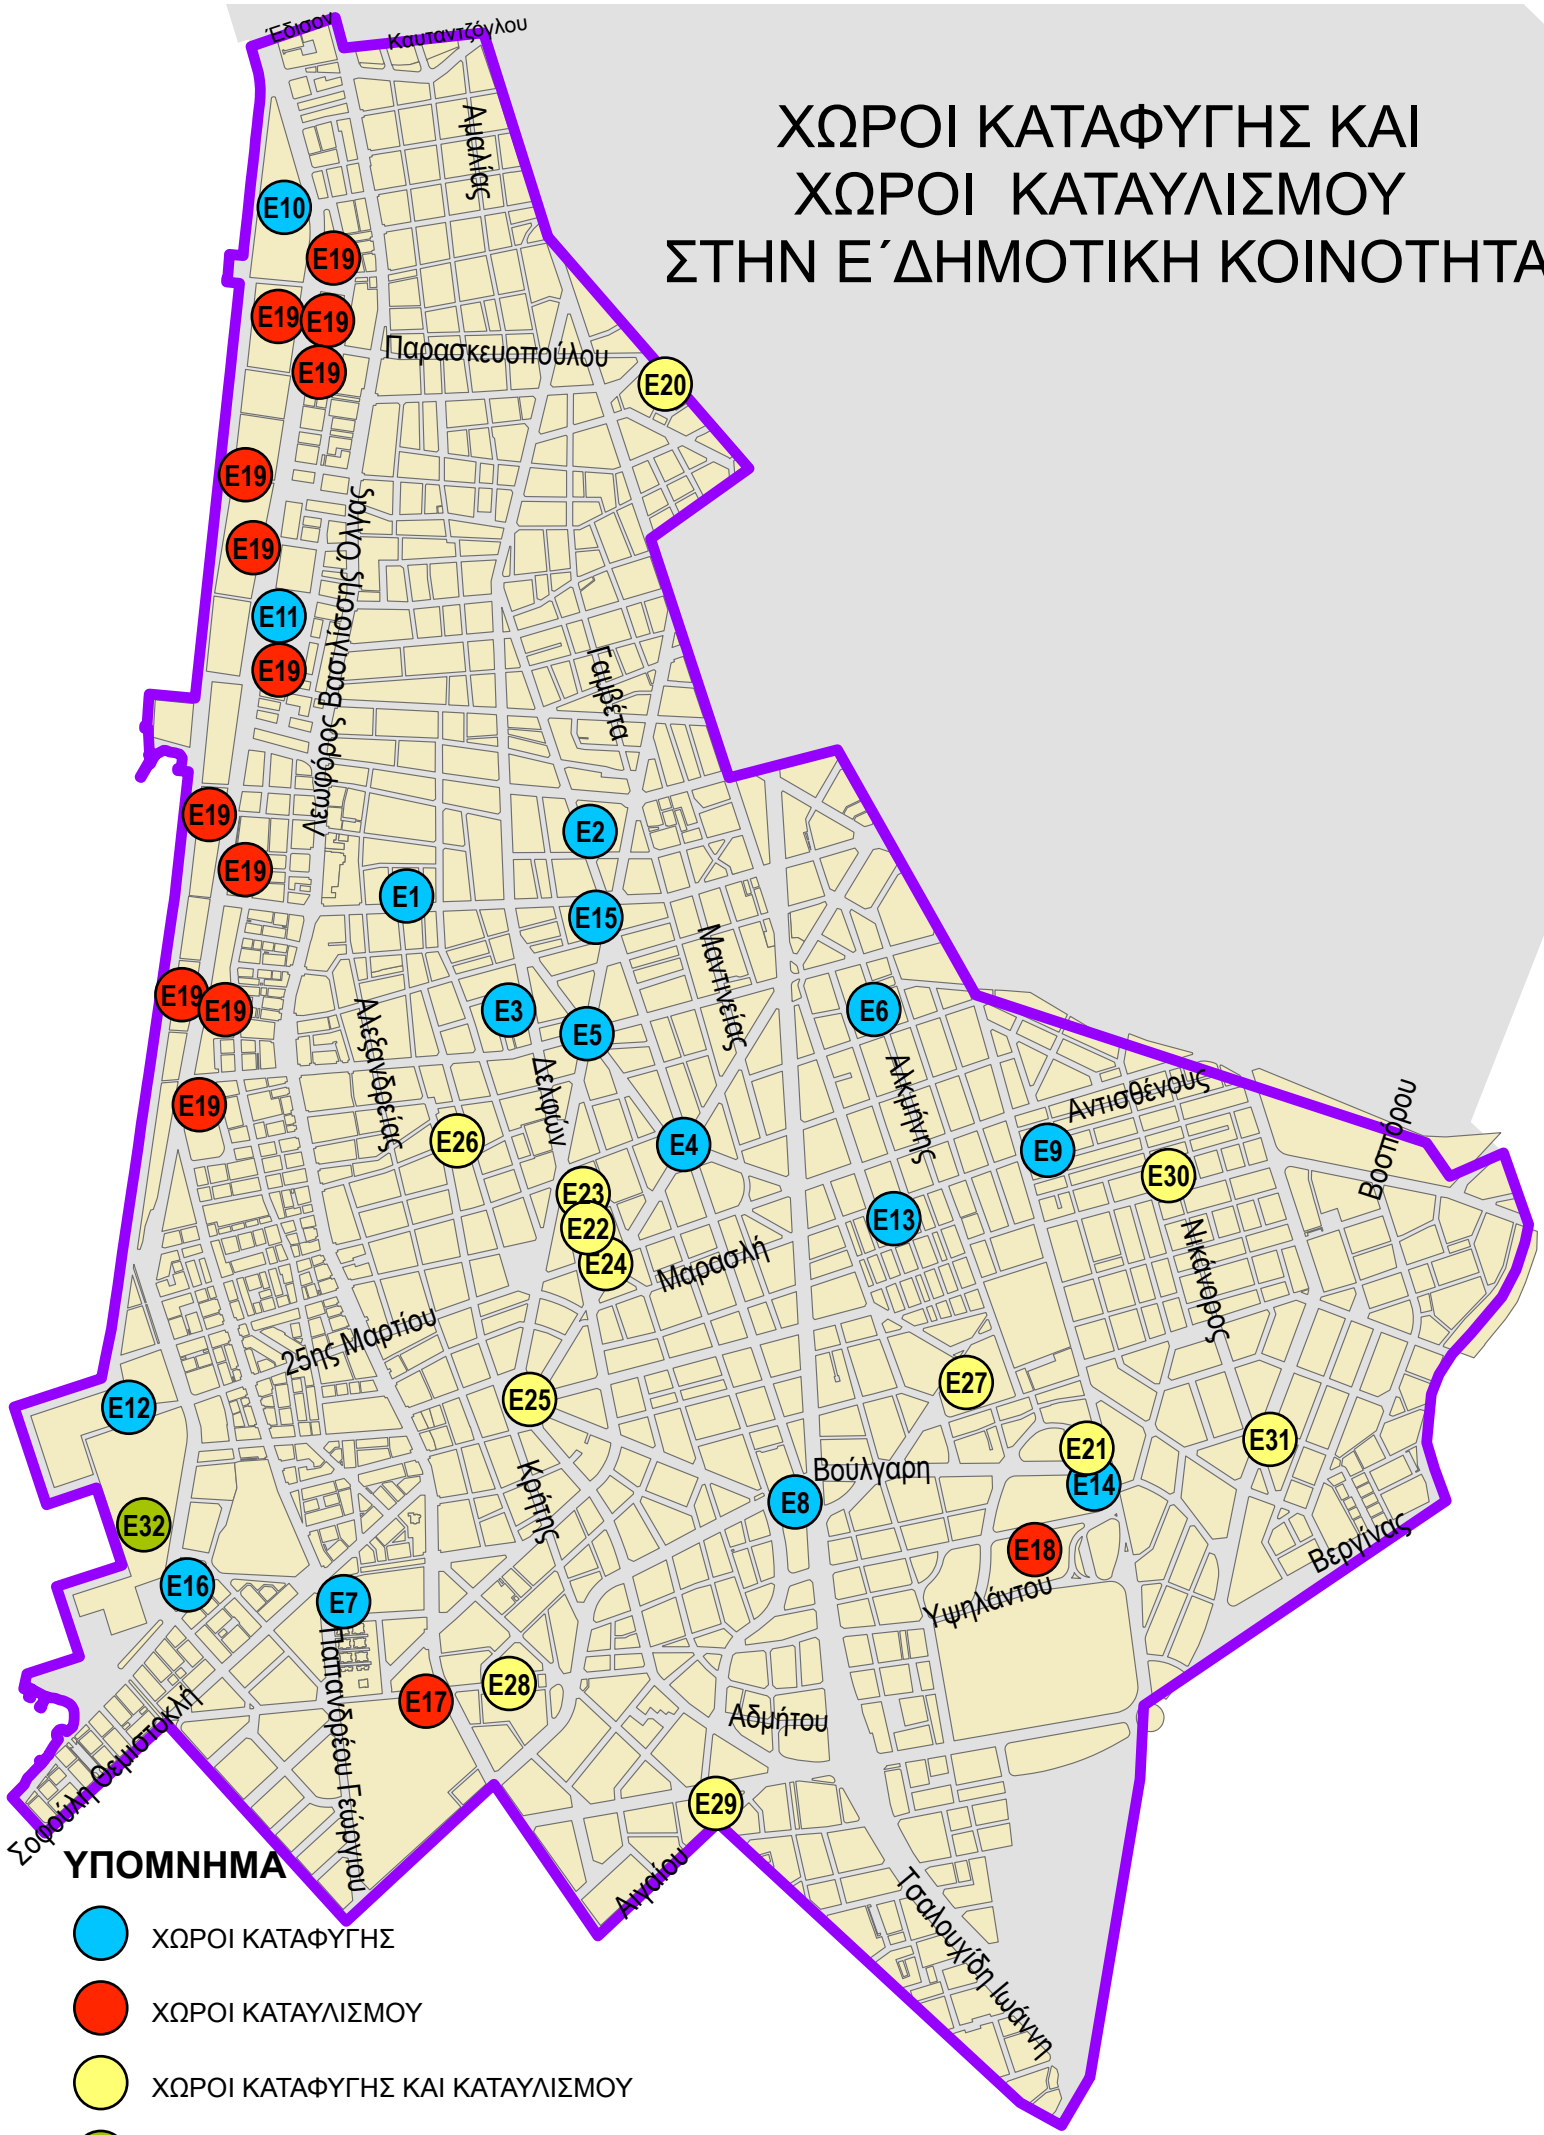 Έδισον
Καυταντζόγλου
Αμαλίας
ΧΩΡΟΙ ΚΑΤΑΦΥΓΗΣ ΚΑΙ
ΧΩΡΟΙ ΚΑΤΑΥΛΙΣΜΟΥ
ΣΤΗΝ Ε΄ΔΗΜΟΤΙΚΗ ΚΟΙΝΟΤΗΤΑ
E10
E19
E19
E19
E19
Παρασκευοπούλου
E20
E19
E19
Λεωφόρος Βασιλίσσης Όλγας
E11
E19
Γαμβέτα
E19
E2
E19
E1
E15
Μαντινείας
E19
E19
Αλεξανδρείας
E3
E5
E6
Δελφών
Αλκμήνης
Αντισθένους
Βοσπόρου
E19
E26
E4
E9
E30
E23
E22
E24
E13
Μαρασλή
Νικάνορος
25ης Μαρτίου
E25
E27
E12
E21
E31
E14
Κρήτης
Βούλγαρη
E8
E32
E18
Βεργίνας
E16
E7
Υψηλάντου
Παπανδρέου Γεώργιου
E17
E28
Αδμήτου
Σοφούλη Θεμιστοκλή
E29
Αιγαίου
Τσαλουχίδη Ιωάννη
ΥΠΟΜΝΗΜΑ
ΧΩΡΟΙ ΚΑΤΑΦΥΓΗΣ
ΧΩΡΟΙ ΚΑΤΑΥΛΙΣΜΟΥ
ΧΩΡΟΙ ΚΑΤΑΦΥΓΗΣ ΚΑΙ ΚΑΤΑΥΛΙΣΜΟΥ